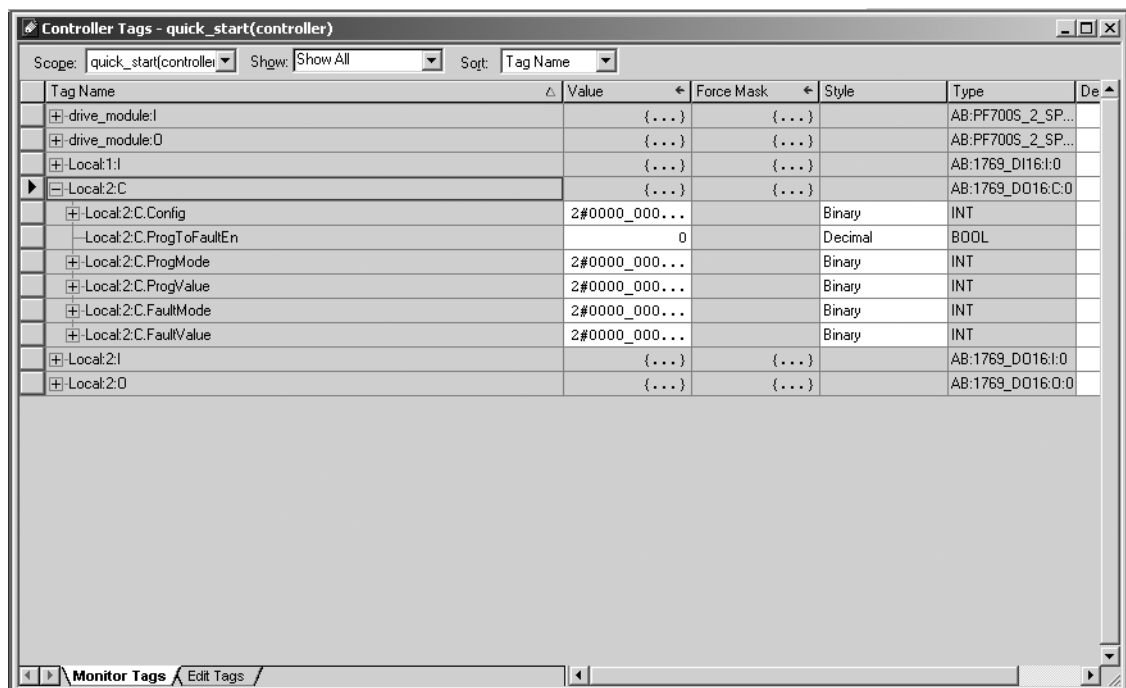 Controller Tags - quick_start(controller)
Scope: quick_start(controller Show: Show All Sort: Tag Name
Tag Name Value Force Mask Style Type De
drive_module:I {...} {...} AB:PF700S_2_SP...
drive_module:O {...} {...} AB:PF700S_2_SP...
Local:1:I {...} {...} AB:1769_DI16:I:0
Local:2:C {...} {...} AB:1769_DO16:C:0
Local:2:C.Config 2#0000_000... Binary INT
Local:2:C.ProgToFaultEn 0 Decimal BOOL
Local:2:C.ProgMode 2#0000_000... Binary INT
Local:2:C.ProgValue 2#0000_000... Binary INT
Local:2:C.FaultMode 2#0000_000... Binary INT
Local:2:C.FaultValue 2#0000_000... Binary INT
Local:2:I {...} {...} AB:1769_DO16:I:0
Local:2:O {...} {...} AB:1769_DO16:O:0
Monitor Tags Edit Tags